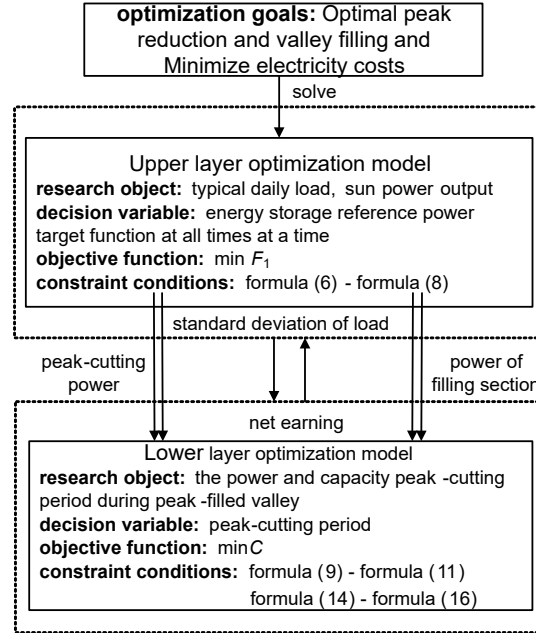 optimization goals: Optimal peak
reduction and valley filling and
Minimize electricity costs
solve
Upper layer optimization model
research object: typical daily load, sun power output
decision variable: energy storage reference power
target function at all times at a time
objective function: min F1
constraint conditions: formula (6) - formula (8)
standard deviation of load
peak-cutting
power
power of
filling section
net earning
Lower layer optimization model
research object: the power and capacity peak -cutting
period during peak -filled valley
decision variable: peak-cutting period
objective function: minC
constraint conditions: formula (9) - formula (11)
formula (14) - formula (16)